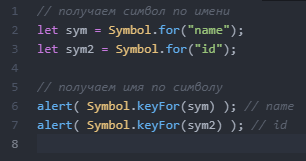 1 // получаем символ по имени
2 let sym = Symbol.for("name");
3 let sym2 = Symbol.for("id");
4
5 // получаем имя по символу
6 alert( Symbol.keyFor(sym) ); // name
7 alert( Symbol.keyFor(sym2) ); // id
8